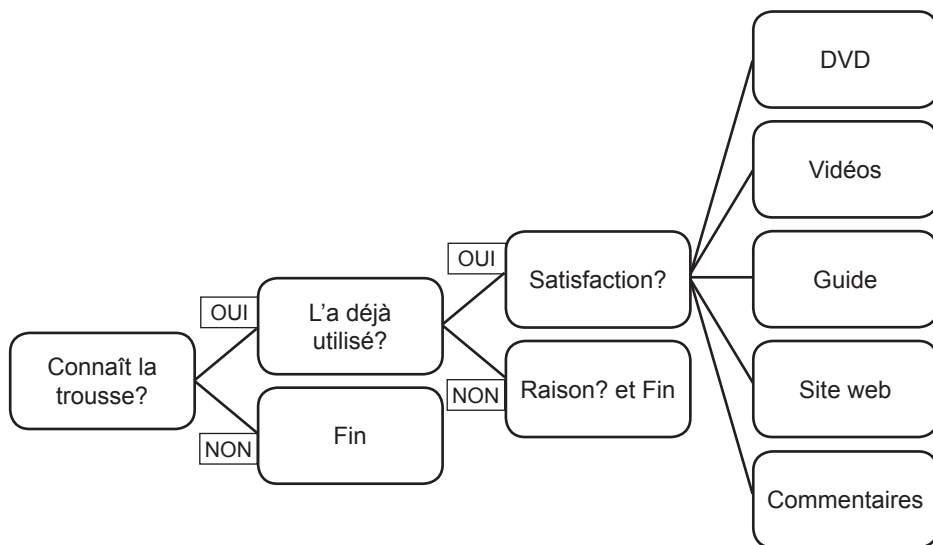 Connaît la
trousse?
OUI
NON
L'a déjà
utilisé?
Fin
OUI
NON
Satisfaction?
Raison? et Fin
DVD
Vidéos
Guide
Site web
Commentaires